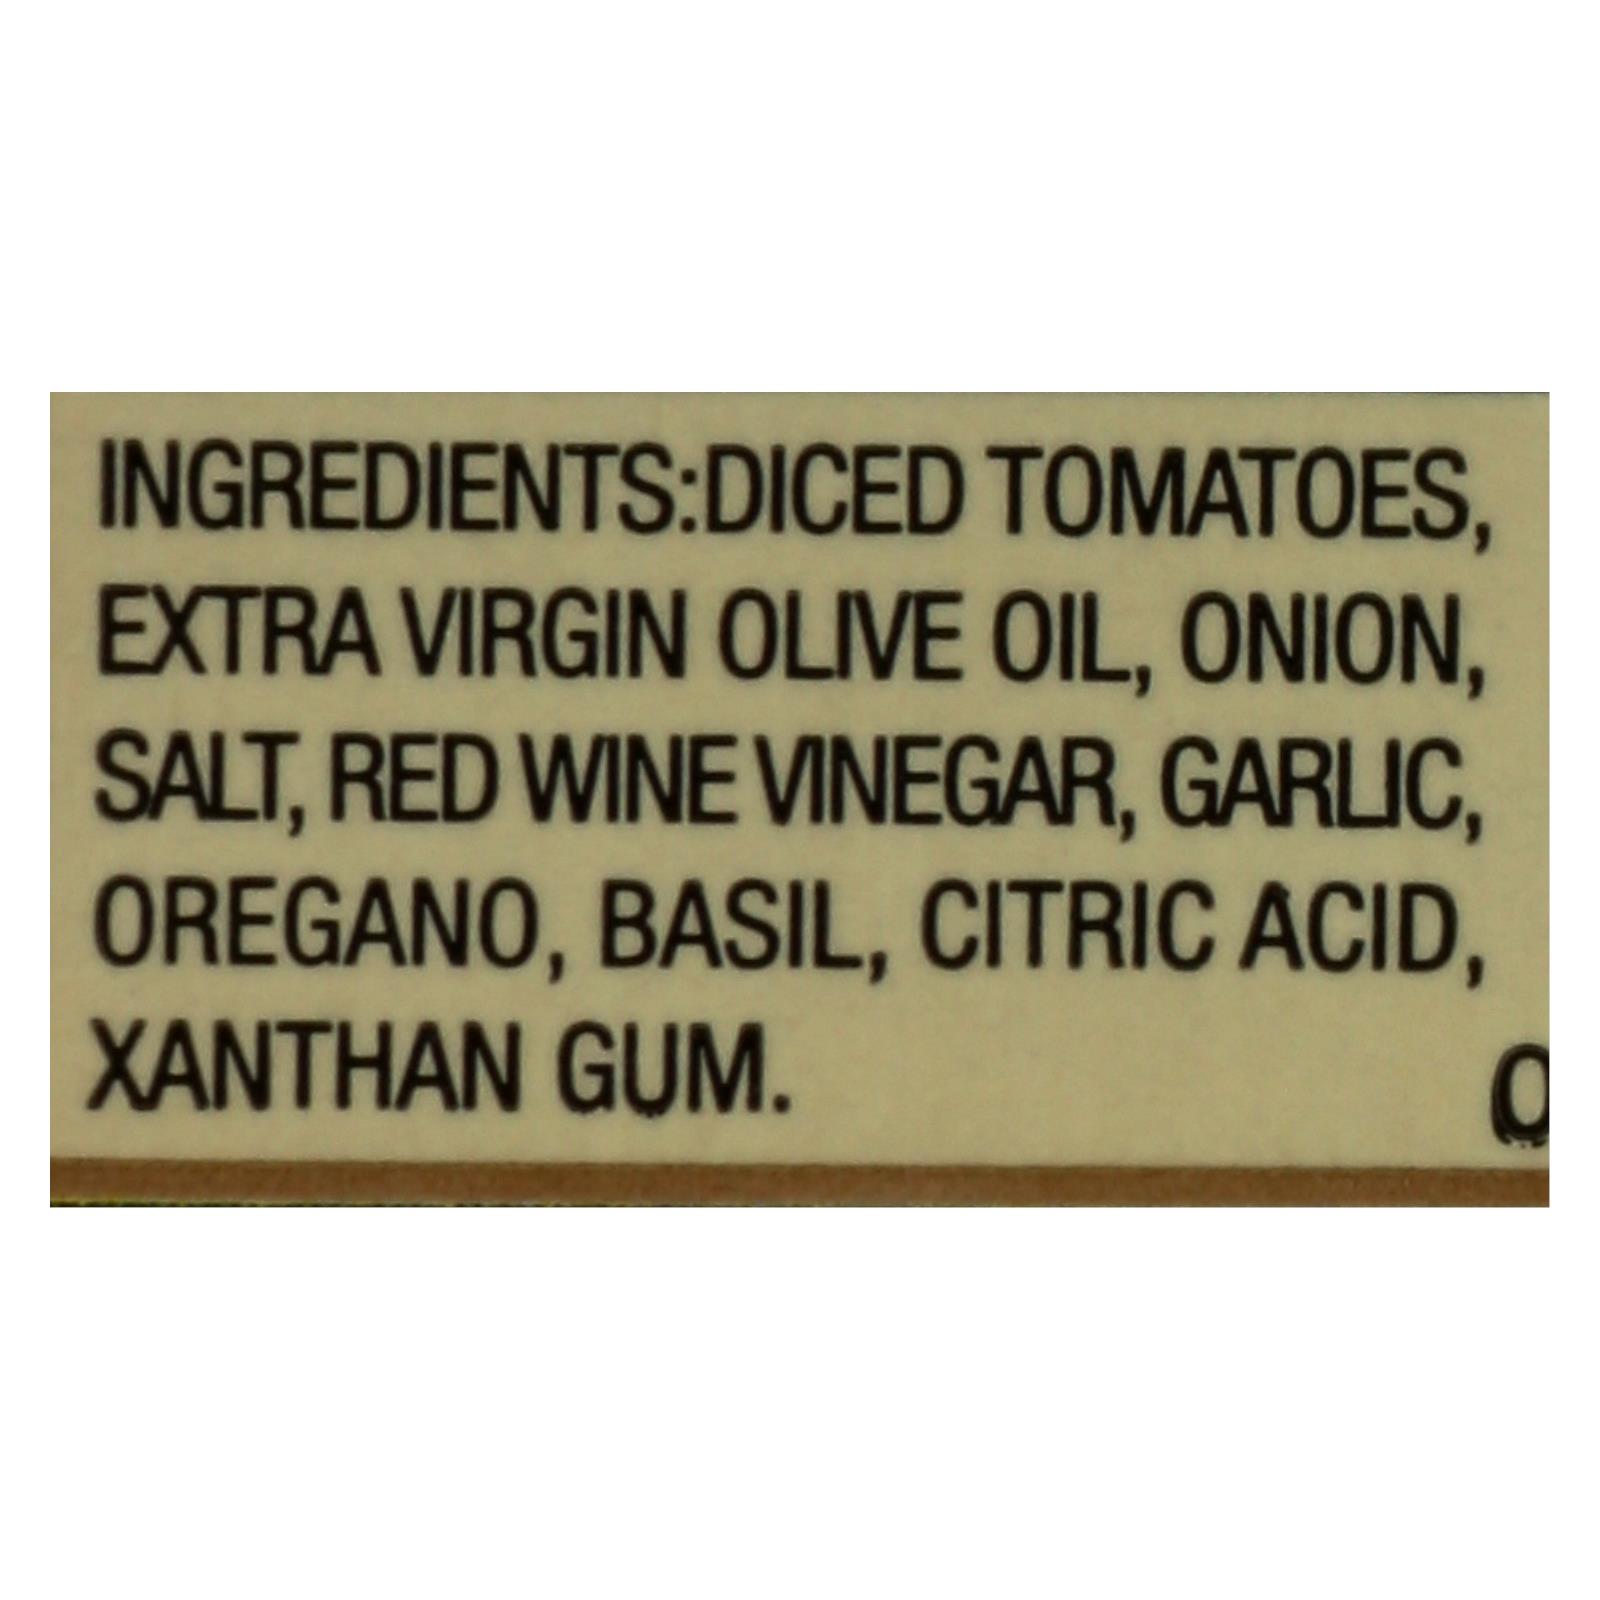 INGREDIENTS:DICED TOMATOES,
EXTRA VIRGIN OLIVE OIL, ONION,
SALT, RED WINE VINEGAR, GARLIC,
OREGANO, BASIL, CITRIC ACID,
XANTHAN GUM.